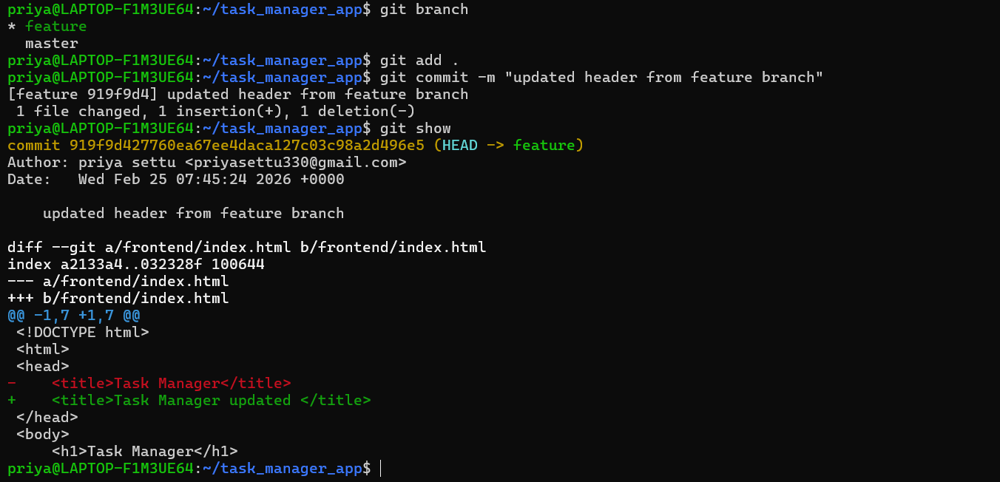 priya@LAPTOP-F1M3UE64:~/task_manager_app$ git branch
* feature
  master
priya@LAPTOP-F1M3UE64:~/task_manager_app$ git add .
priya@LAPTOP-F1M3UE64:~/task_manager_app$ git commit -m "updated header from feature branch"
[feature 919f9d4] updated header from feature branch
 1 file changed, 1 insertion(+), 1 deletion(-)
priya@LAPTOP-F1M3UE64:~/task_manager_app$ git show
commit 919f9d427760ea67ee4daca127c03c98a2d496e5 (HEAD -> feature)
Author: priya settu <priyasettu330@gmail.com>
Date:   Wed Feb 25 07:45:24 2026 +0000

    updated header from feature branch

diff --git a/frontend/index.html b/frontend/index.html
index a2133a4..032328f 100644
--- a/frontend/index.html
+++ b/frontend/index.html
@@ -1,7 +1,7 @@
 <!DOCTYPE html>
 <html>
 <head>
-    <title>Task Manager</title>
+    <title>Task Manager updated </title>
 </head>
 <body>
     <h1>Task Manager</h1>
priya@LAPTOP-F1M3UE64:~/task_manager_app$